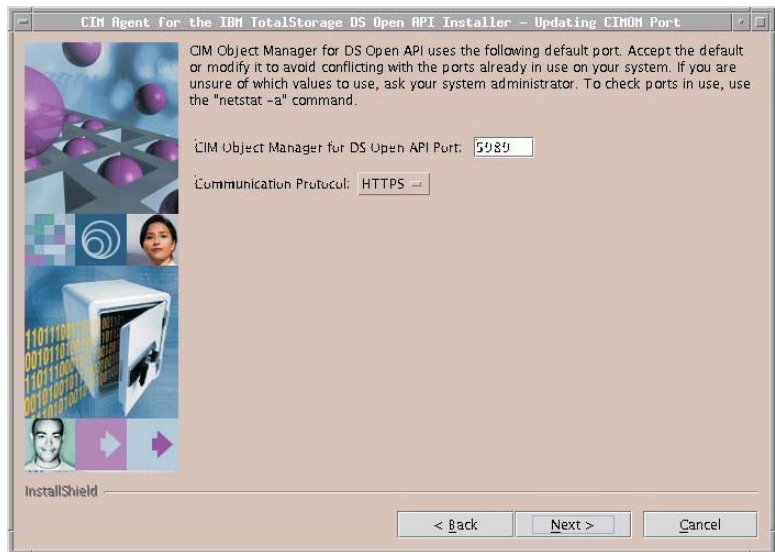 CIM Agent for the IBM TotalStorage DS Open API Installer - Updating CIMOM Port
CIM Object Manager for DS Open API uses the following default port. Accept the default
or modify it to avoid conflicting with the ports already in use on your system. If you are
unsure of which values to use, ask your system administrator. To check ports in use, use
the "netstat -a" command.
CIM Object Manager for DS Open API Port: 5989
Communication Protocol: HTTPS
InstallShield
< Back
Next >
Cancel